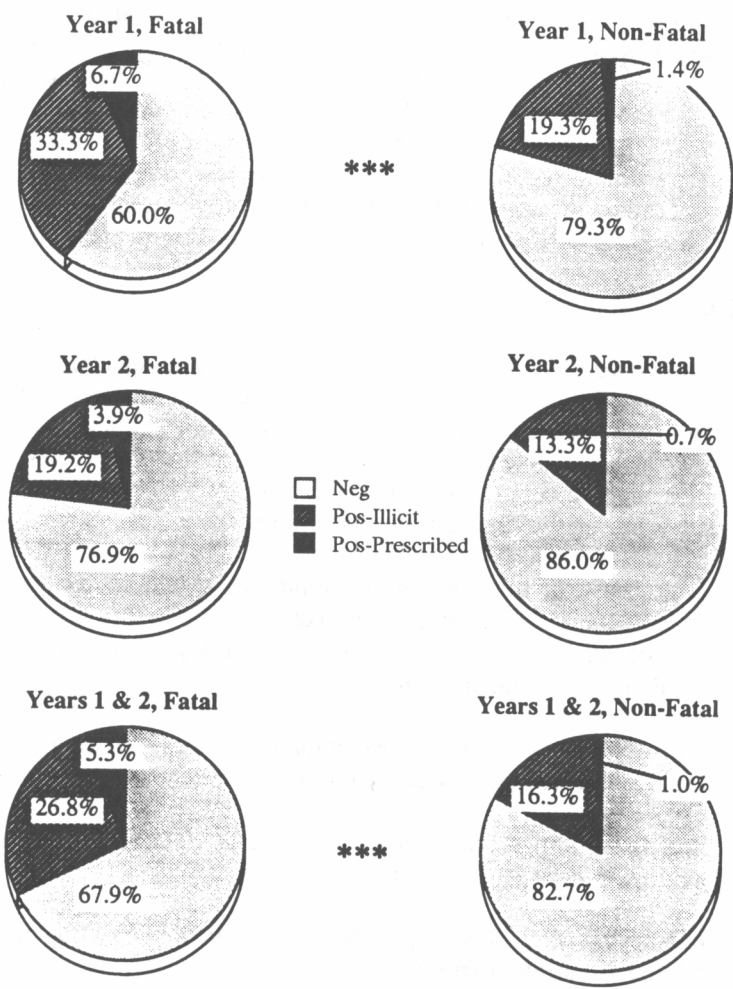 Year 1, Fatal
6.7%
33.3%
60.0%
***
Year 1, Non-Fatal
1.4%
19.3%
79.3%
Year 2, Fatal
3.9%
19.2%
76.9%
Neg
Pos-Illicit
Pos-Prescribed
Year 2, Non-Fatal
13.3%
0.7%
86.0%
Years 1 & 2, Fatal
5.3%
26.8%
67.9%
***
Years 1 & 2, Non-Fatal
16.3%
1.0%
82.7%